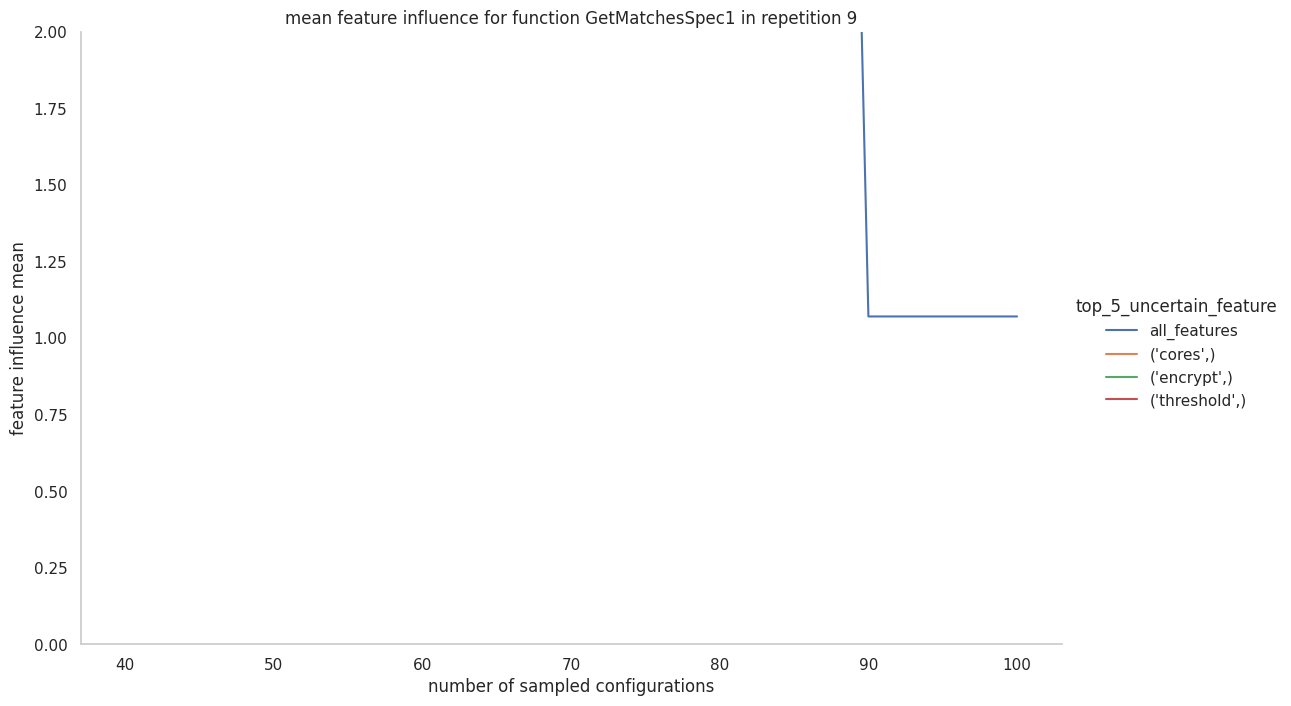 mean feature influence for function GetMatchesSpec1 in repetition 9
2.00
1.75
1.50
1.25
1.00
0.75
0.50
0.25
0.00
feature influence mean
40 50 60 70 80 90 100
number of sampled configurations
top_5_uncertain_feature
all_features
('cores',)
('encrypt',)
('threshold',)